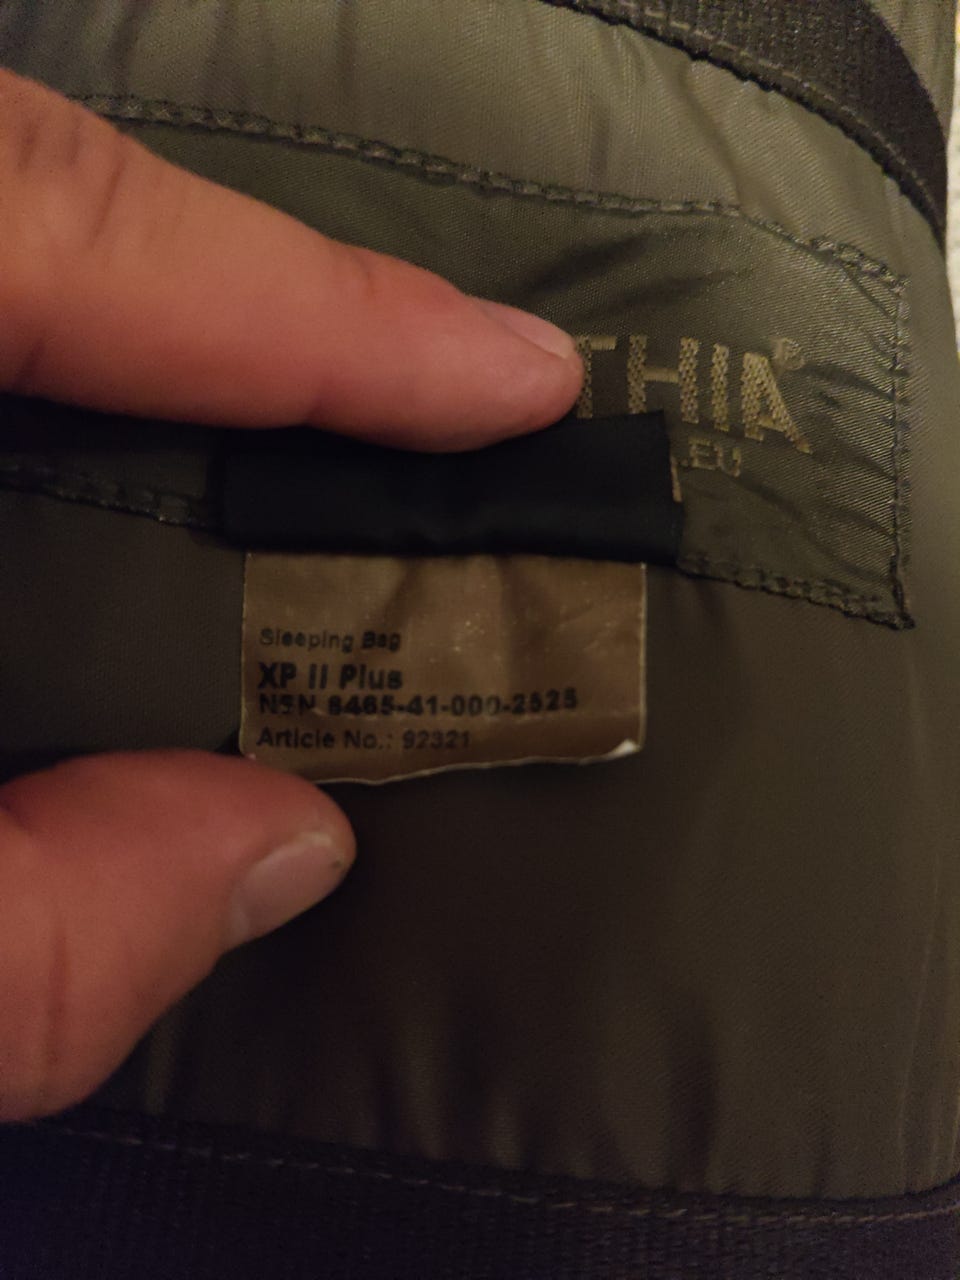 THIA®
.EU
Sleeping Bag
XP II Plus
NSN 8465-41-000-2525
Article No.: 92321